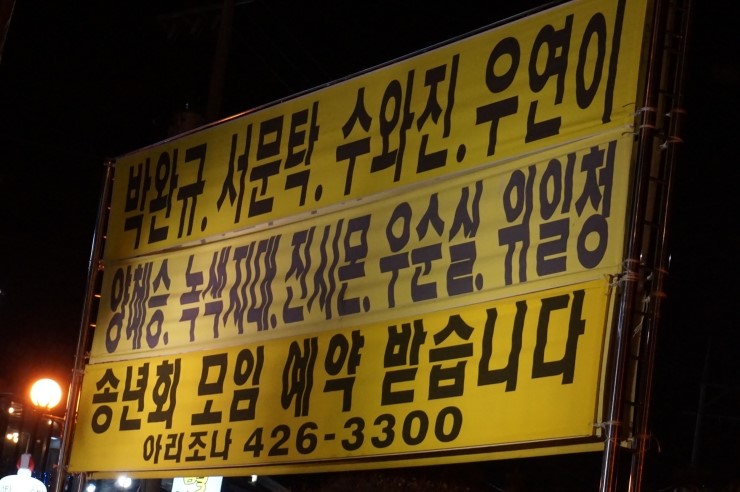 박완규. 서문탁. 수와진. 우연이
양혜승. 녹색지대. 전시몬. 우순실. 위일청
송년회 모임 예약 받습니다
아리조나 426-3300